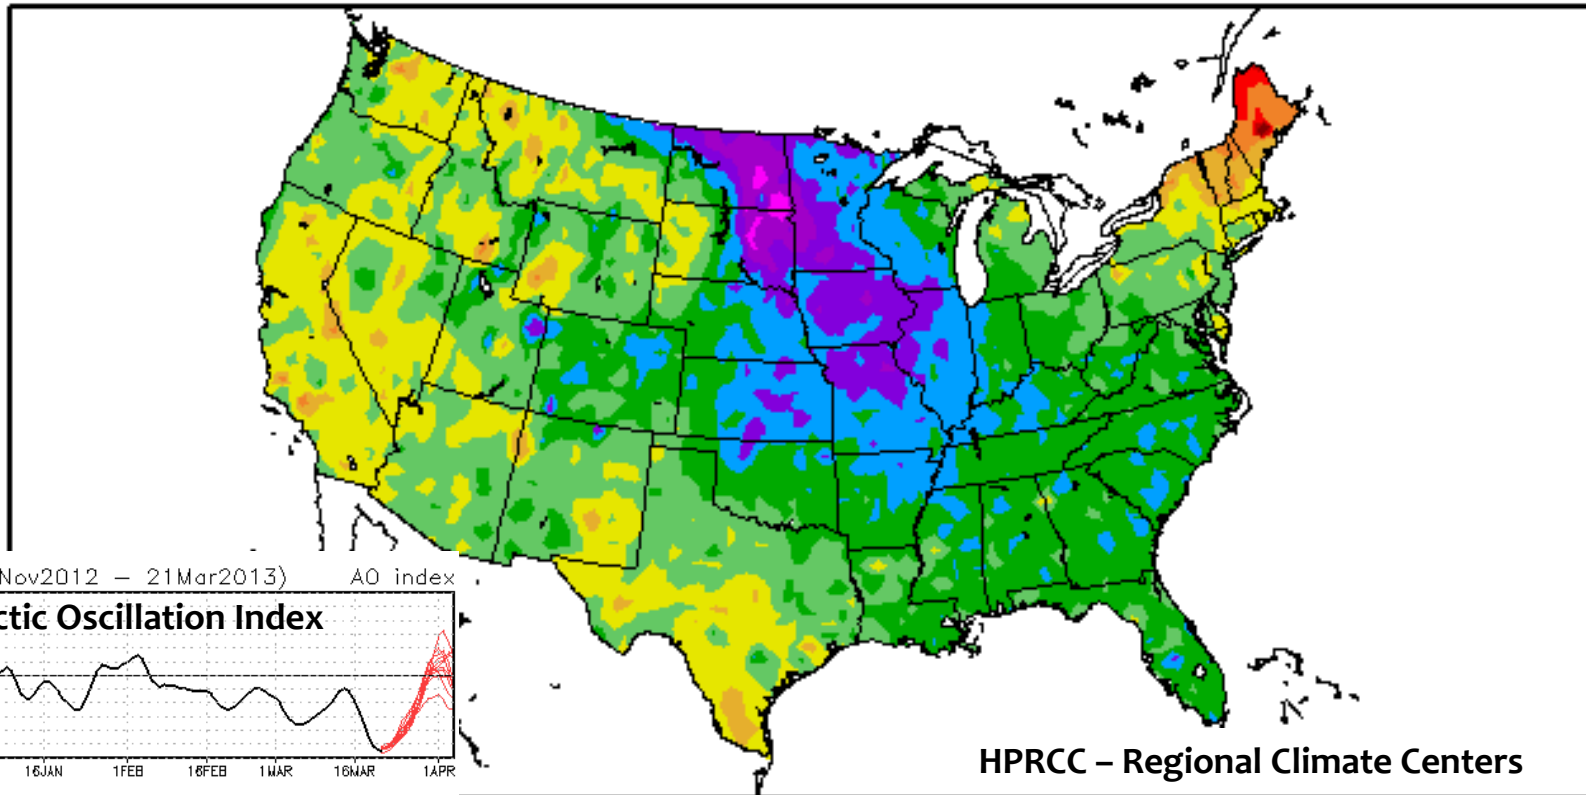 Nov2012 – 21Mar2013) AO index
ctic Oscillation Index
16JAN 1FEB 16FEB 1MAR 16MAR 1APR
HPRCC – Regional Climate Centers